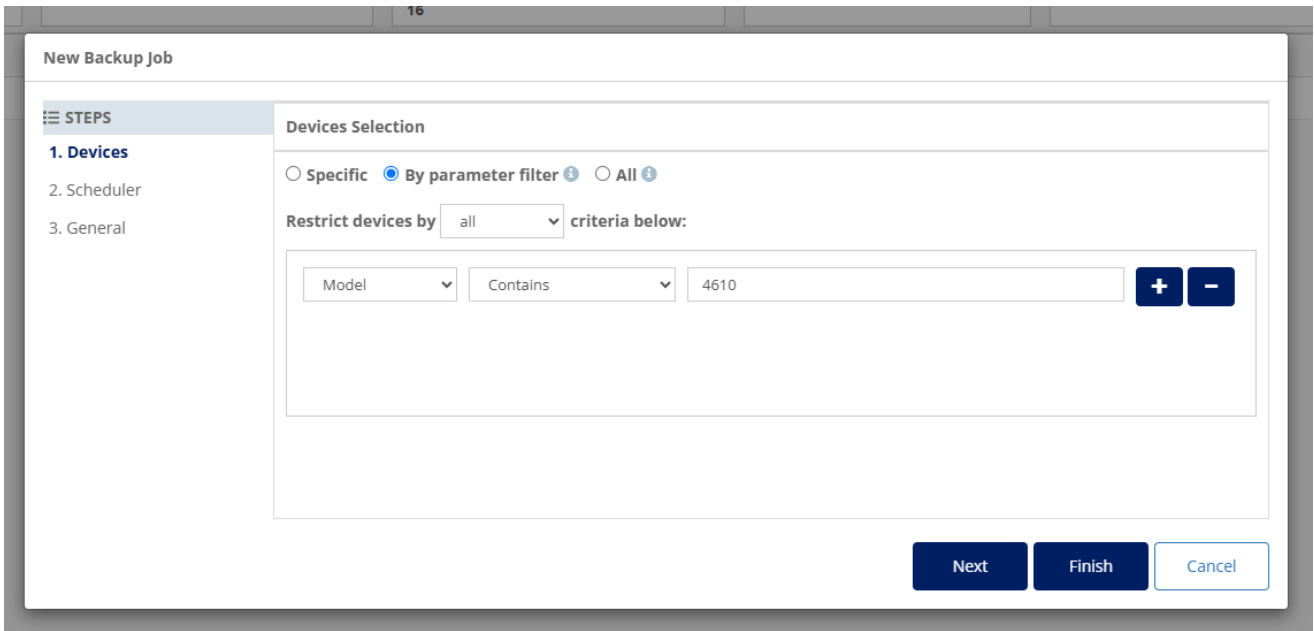 16
New Backup Job
STEPS
Devices Selection
1. Devices
2. Scheduler
3. General
Specific By parameter filter All
Restrict devices by all criteria below:
Model Contains 4610
Next Finish Cancel